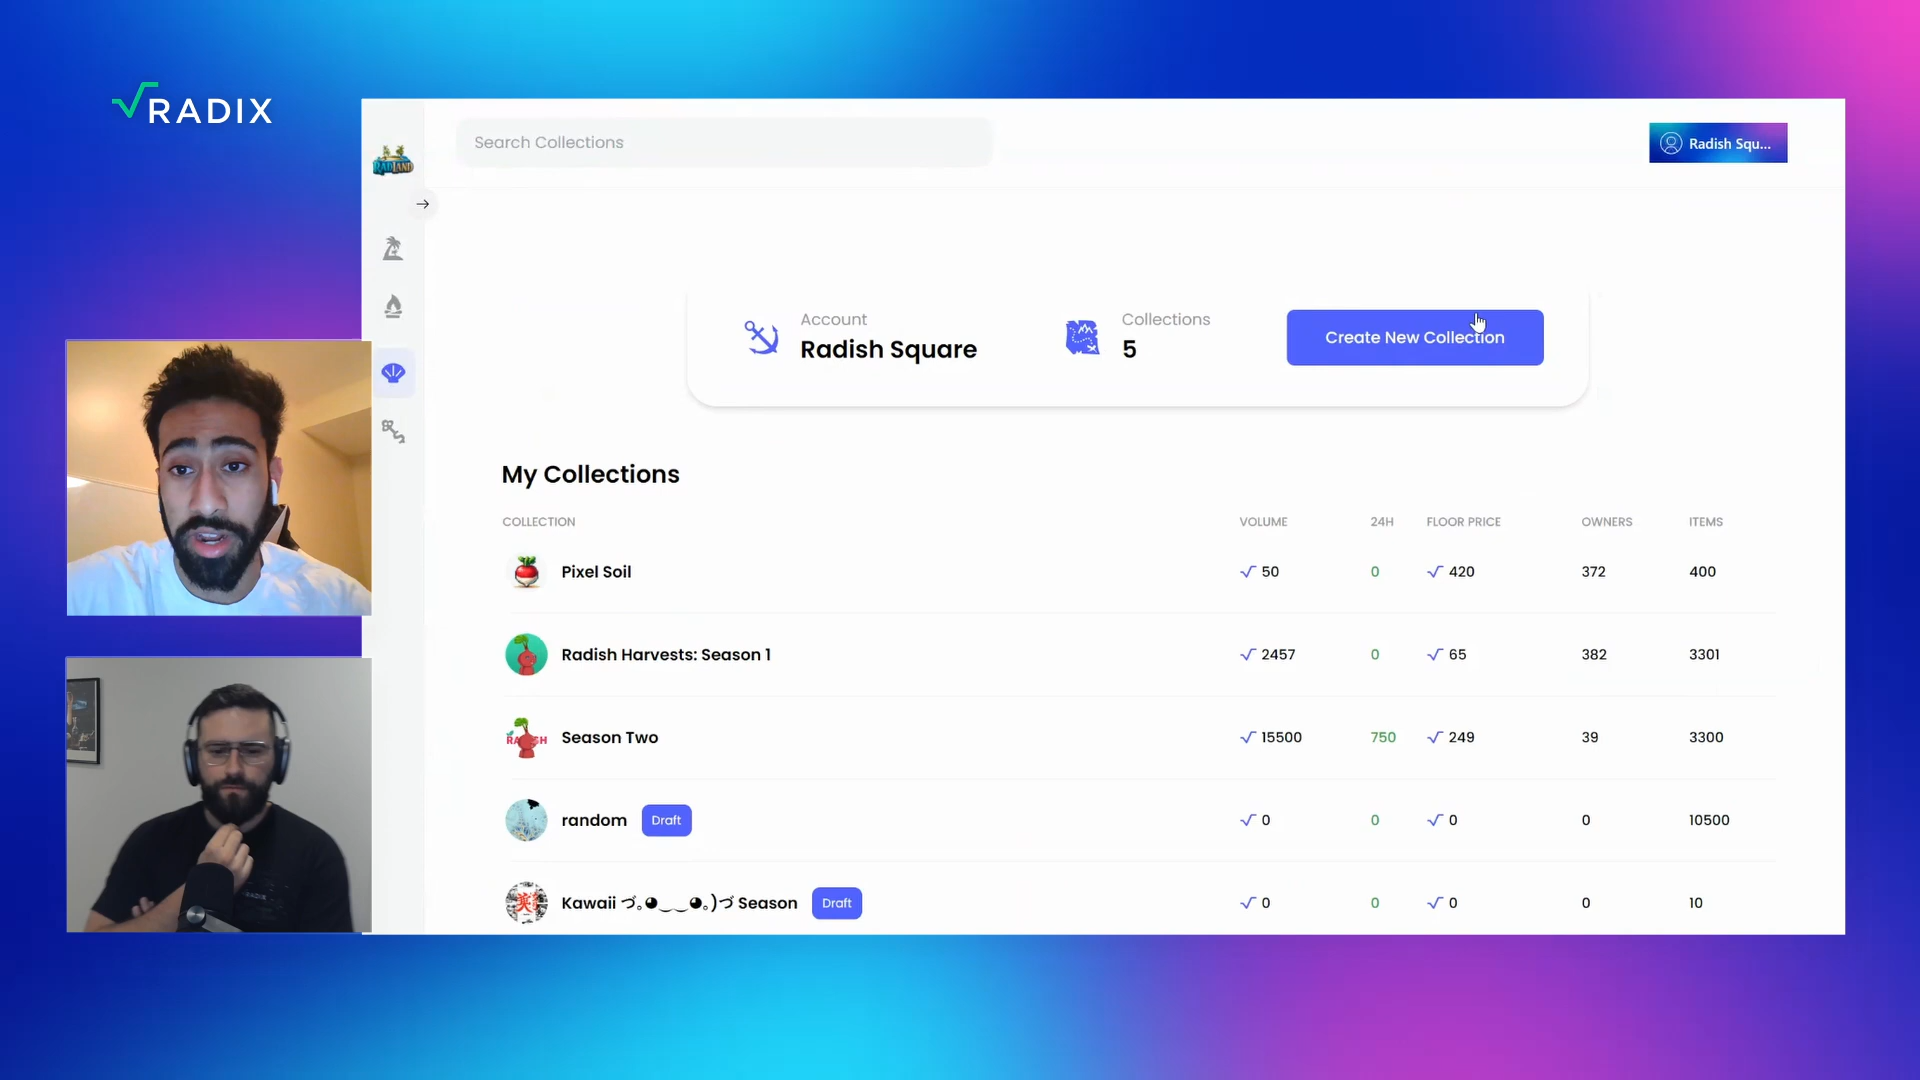 RADIX
RADLAND
Search Collections
Radish Squ...
Account
Radish Square
Collections
5
Create New Collection
My Collections
COLLECTION VOLUME 24H FLOOR PRICE OWNERS ITEMS
Pixel Soil 50 0 420 372 400
Radish Harvests: Season 1 2457 0 65 382 3301
Season Two 15500 750 249 39 3300
random Draft 0 0 0 0 10500
Kawaii づ｡◕‿‿◕｡)づ Season Draft 0 0 0 0 10
RADIX